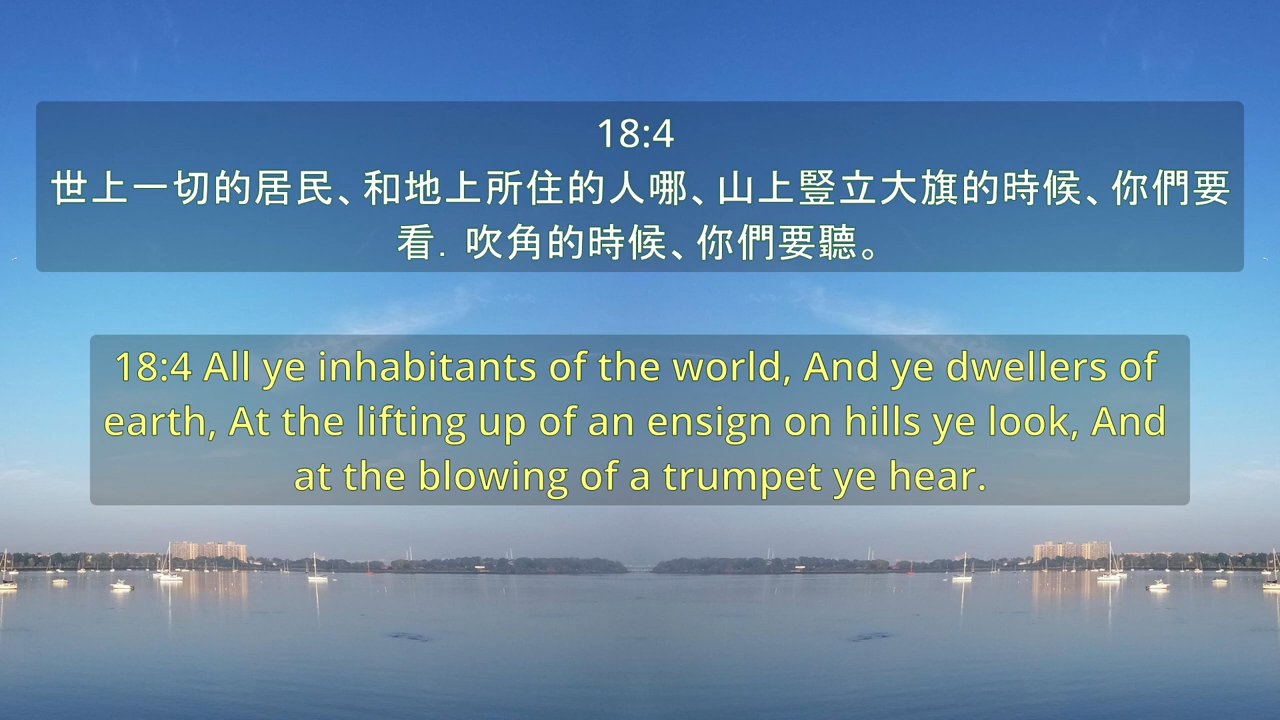 18:4
世上一切的居民、和地上所住的人哪、山上豎立大旗的時候、你們要
看. 吹角的時候、你們要聽。
18:4 All ye inhabitants of the world, And ye dwellers of
earth, At the lifting up of an ensign on hills ye look, And
at the blowing of a trumpet ye hear.